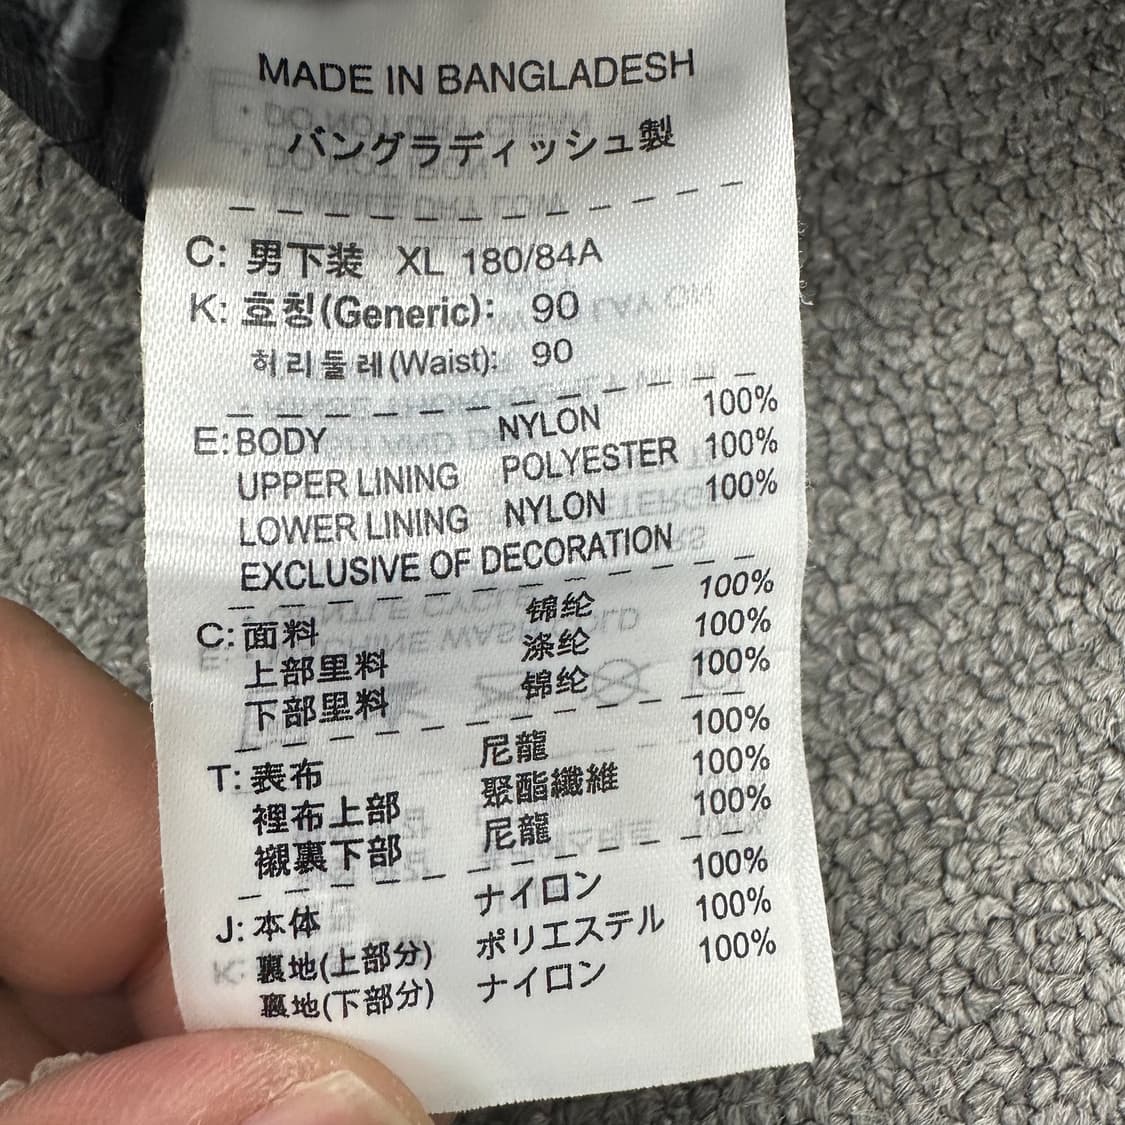 MADE IN BANGLADESH
バングラディッシュ製
C: 男下装 XL 180/84A
K: 호칭(Generic): 90
허리둘레(Waist): 90
E: BODY NYLON 100%
UPPER LINING POLYESTER 100%
LOWER LINING NYLON 100%
EXCLUSIVE OF DECORATION
C: 面料 锦纶 100%
上部里料 涤纶 100%
下部里料 锦纶 100%
T: 表布 尼龍 100%
裡布上部 聚酯纖維 100%
襯裏下部 尼龍 100%
J: 本体 ナイロン 100%
裏地(上部分) ポリエステル 100%
裏地(下部分) ナイロン 100%